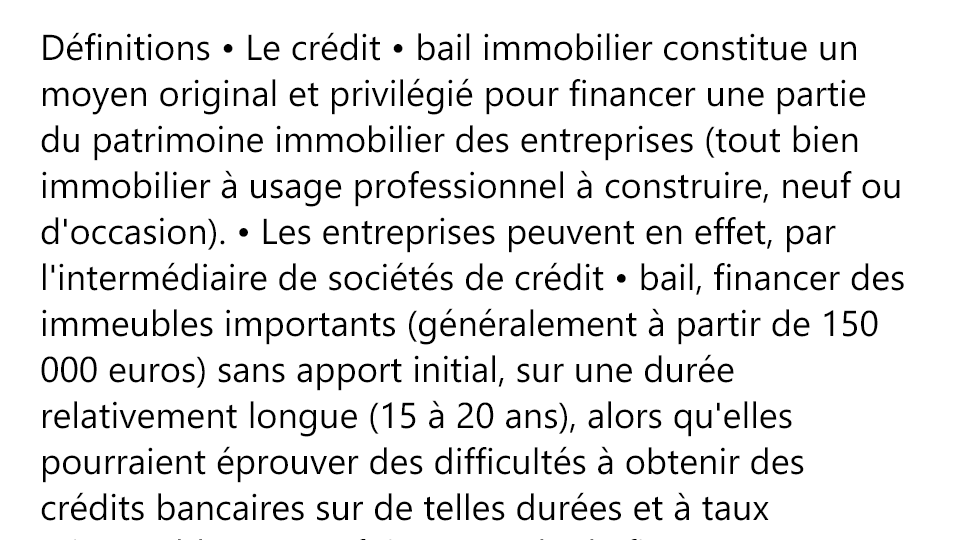 Définitions • Le crédit • bail immobilier constitue un
moyen original et privilégié pour financer une partie
du patrimoine immobilier des entreprises (tout bien
immobilier à usage professionnel à construire, neuf ou
d'occasion). • Les entreprises peuvent en effet, par
l'intermédiaire de sociétés de crédit • bail, financer des
immeubles importants (généralement à partir de 150
000 euros) sans apport initial, sur une durée
relativement longue (15 à 20 ans), alors qu'elles
pourraient éprouver des difficultés à obtenir des
crédits bancaires sur de telles durées et à taux